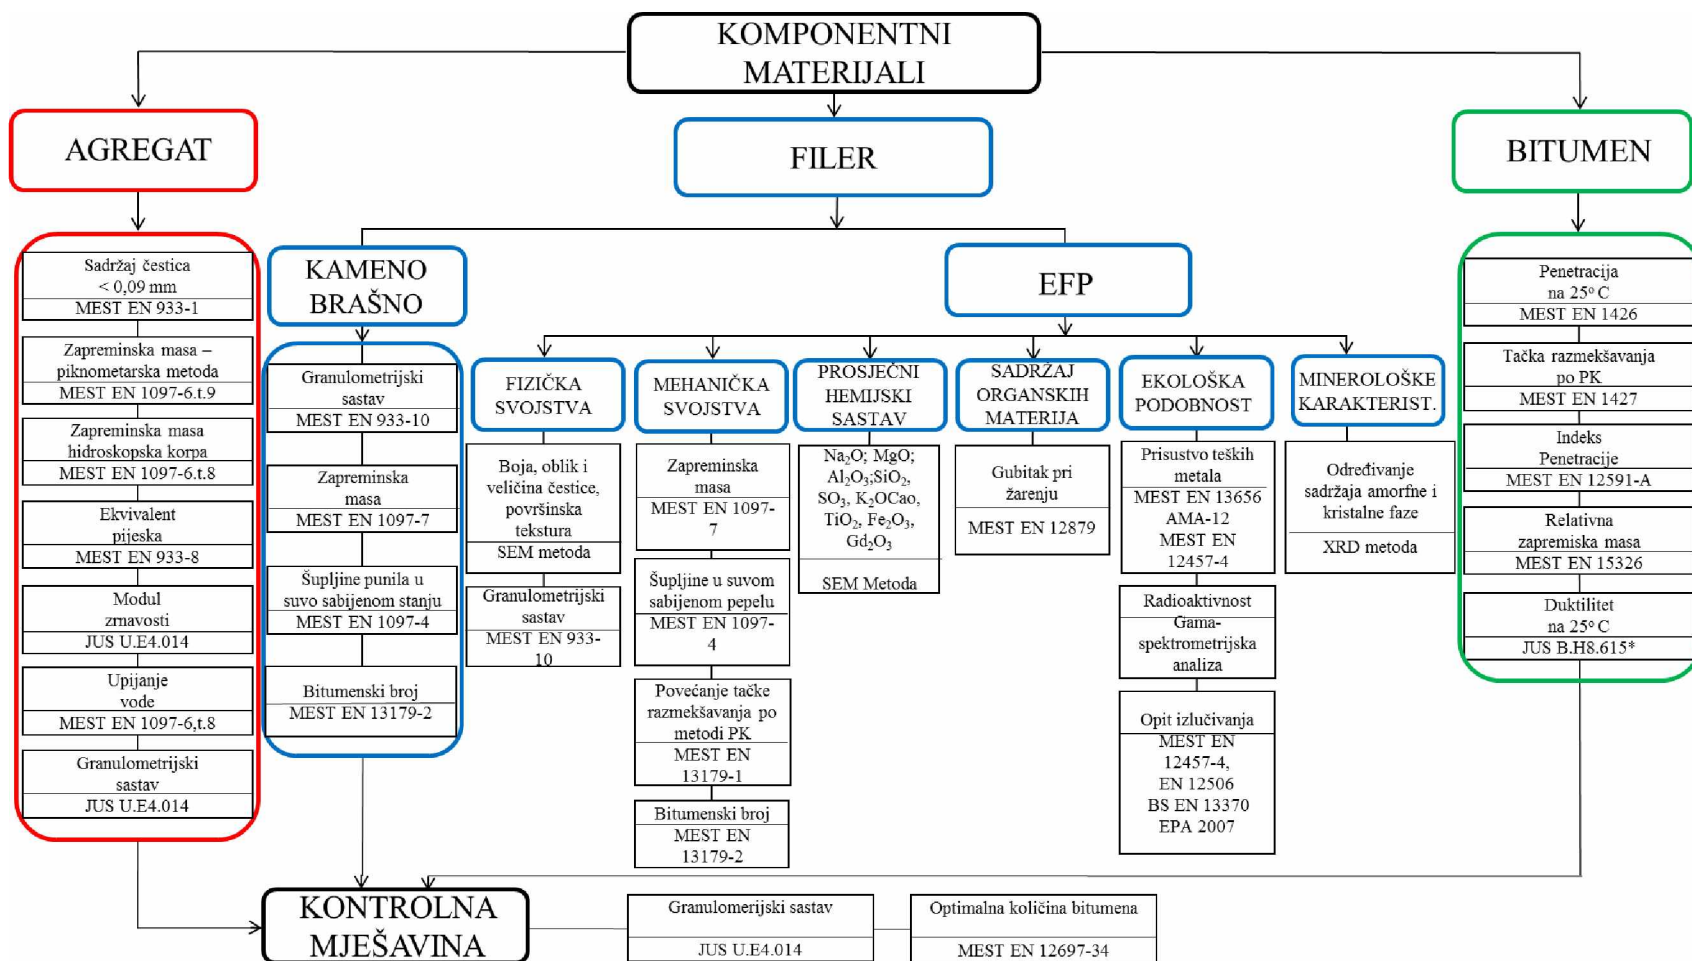 KOMPONENTNI
MATERIJALI
AGREGAT
FILER
BITUMEN
Sadržaj čestica
< 0,09 mm
MEST EN 933-1
Zapreminska masa –
piknometarska metoda
MEST EN 1097-6.t.9
Zapreminska masa
hidroskopska korpa
MEST EN 1097-6.t.8
Ekvivalent
pijeska
MEST EN 933-8
Modul
zrnavosti
JUS U.E4.014
Upijanje
vode
MEST EN 1097-6,t.8
Granulometrijski
sastav
JUS U.E4.014
KAMENO
BRAŠNO
Granulometrijski
sastav
MEST EN 933-10
Zapreminska
masa
MEST EN 1097-7
Šupljine punila u
suvo sabijenom stanju
MEST EN 1097-4
Bitumenski broj
MEST EN 13179-2
EFP
FIZIČKA
SVOJSTVA
Boja, oblik i
veličina čestice,
površinska
tekstura
SEM metoda
Granulometrijski
sastav
MEST EN 933-
10
MEHANIČKA
SVOJSTVA
Zapreminska
masa
MEST EN 1097-
7
Šupljine u suvom
sabijenom pepelu
MEST EN 1097-
4
Povećanje tačke
razmekšavanja po
metodi PK
MEST EN
13179-1
Bitumenski broj
MEST EN
13179-2
PROSJEČNI
HEMIJSKI
SASTAV
Na₂O; MgO;
Al₂O₃;SiO₂,
SO₃, K₂OCao,
TiO₂, Fe₂O₃,
Gd₂O₃
SEM Metoda
SADRŽAJ
ORGANSKIH
MATERIJA
Gubitak pri
žarenju
MEST EN 12879
EKOLOŠKA
PODOBNOST
Prisustvo teških
metala
MEST EN 13656
AMA-12
MEST EN
12457-4
Radioaktivnost
Gama-
spektrometrijska
analiza
Opit izlučivanja
MEST EN
12457-4,
EN 12506
BS EN 13370
EPA 2007
MINEROLOŠKE
KARAKTERIST.
Određivanje
sadržaja amorfne i
kristalne faze
XRD metoda
Penetracija
na 25° C
MEST EN 1426
Tačka razmekšavanja
po PK
MEST EN 1427
Indeks
Penetracije
MEST EN 12591-A
Relativna
zapremiska masa
MEST EN 15326
Duktilitet
na 25° C
JUS B.H8.615*
KONTROLNA
MJEŠAVINA
Granulomerijski sastav
JUS U.E4.014
Optimalna količina bitumena
MEST EN 12697-34